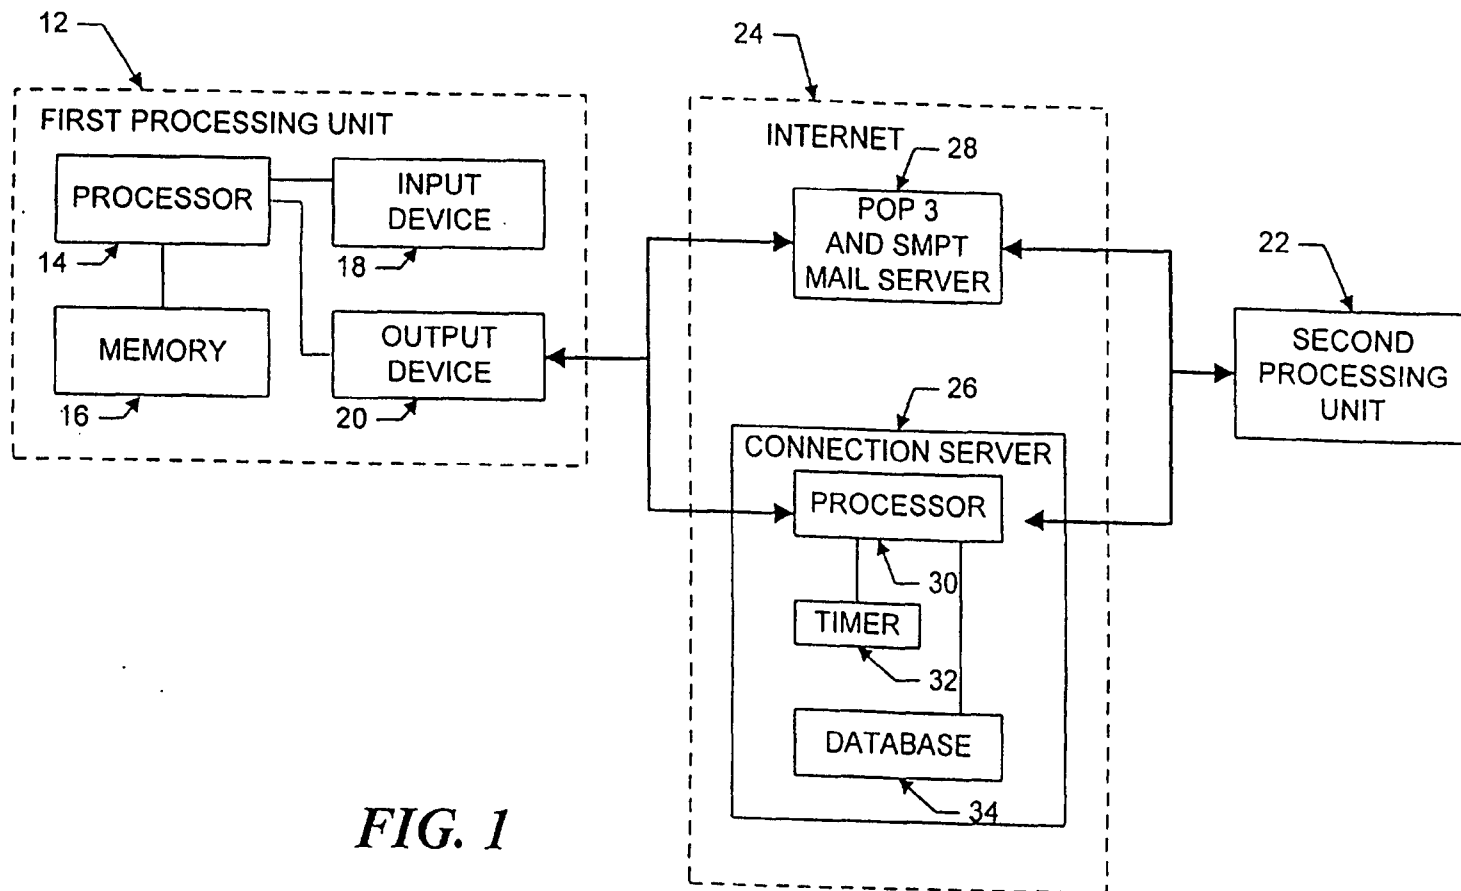 12
24
FIRST PROCESSING UNIT
INTERNET
28
PROCESSOR
INPUT
DEVICE
POP 3
AND SMPT
MAIL SERVER
14
18
22
MEMORY
OUTPUT
DEVICE
SECOND
PROCESSING
UNIT
16
20
26
CONNECTION SERVER
PROCESSOR
30
TIMER
32
DATABASE
34
FIG. 1